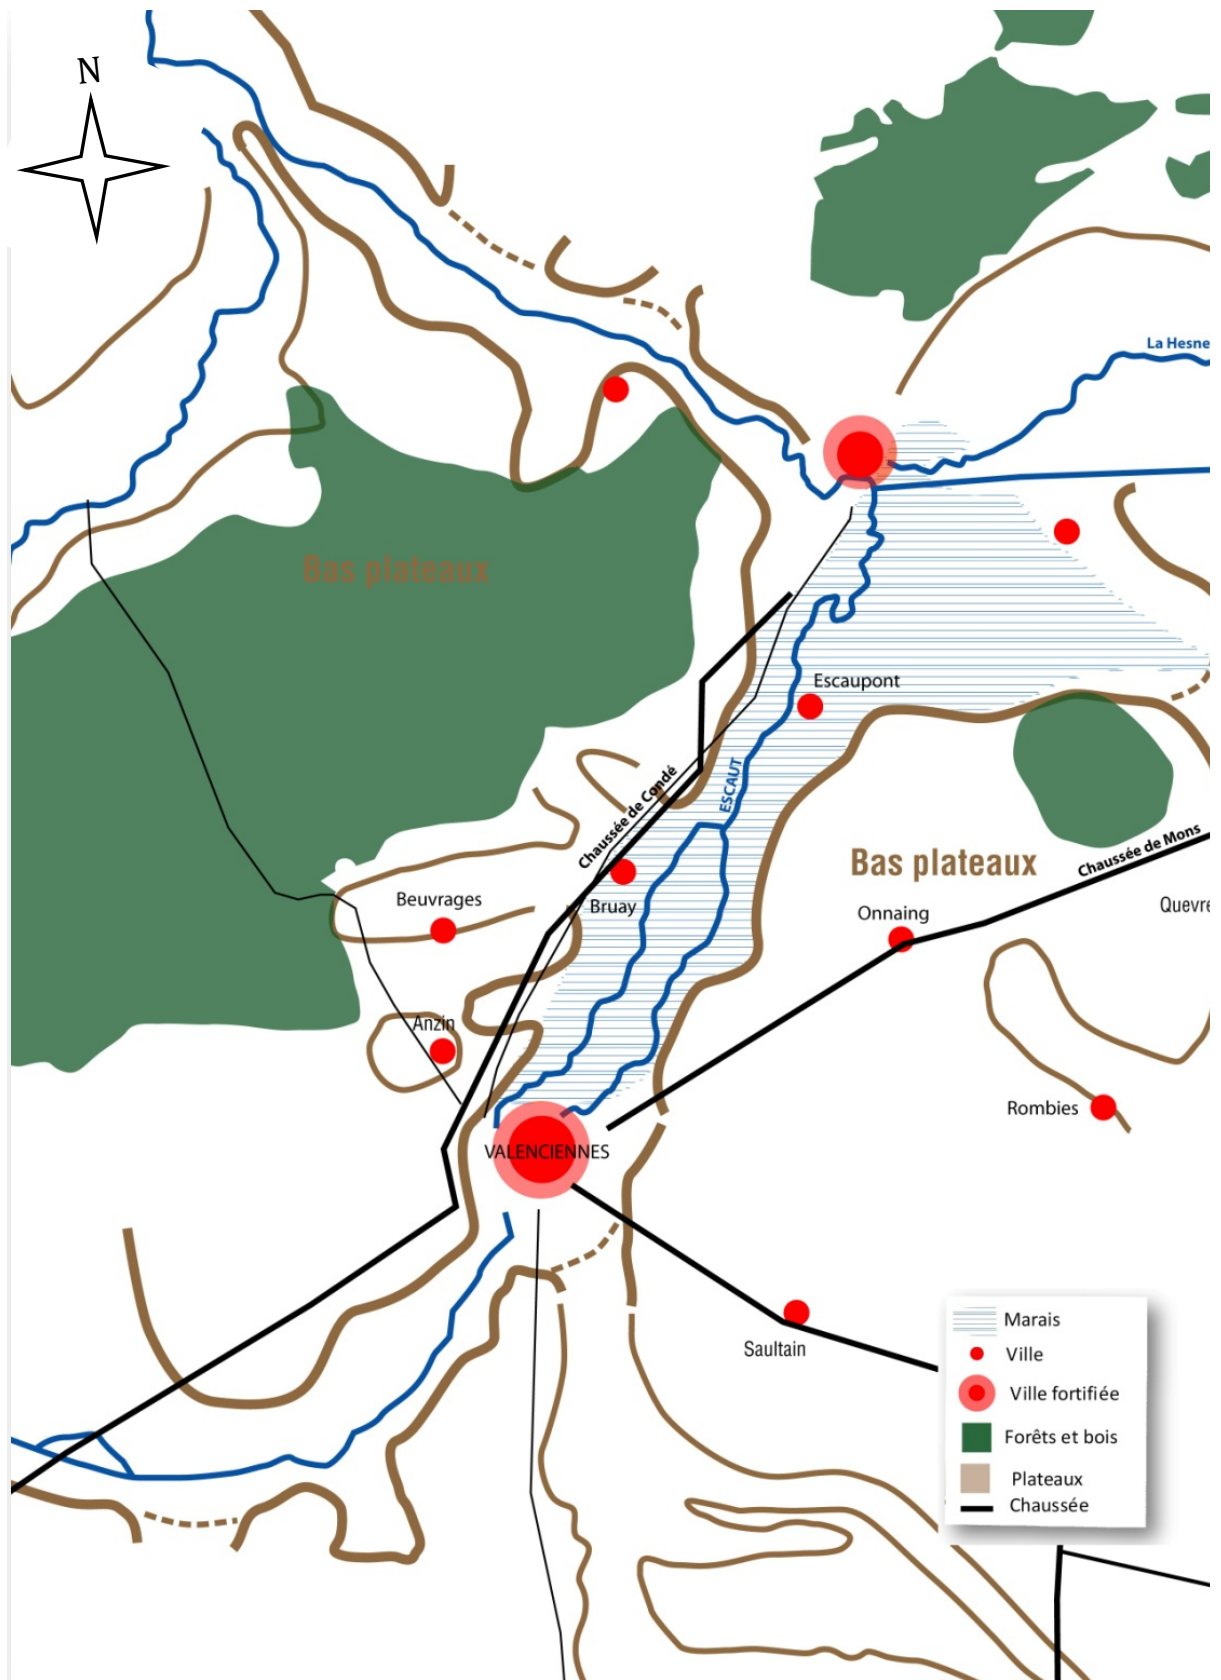 N
La Hesne
Bas plateaux
Escaupont
ESCAUT
Chaussée de Condé
Bas plateaux
Chaussée de Mons
Beuvrages
Bruay
Onnaing
Quevre
Anzin
Rombies
VALENCIENNES
Saultain
Marais
Ville
Ville fortifiée
Forêts et bois
Plateaux
Chaussée